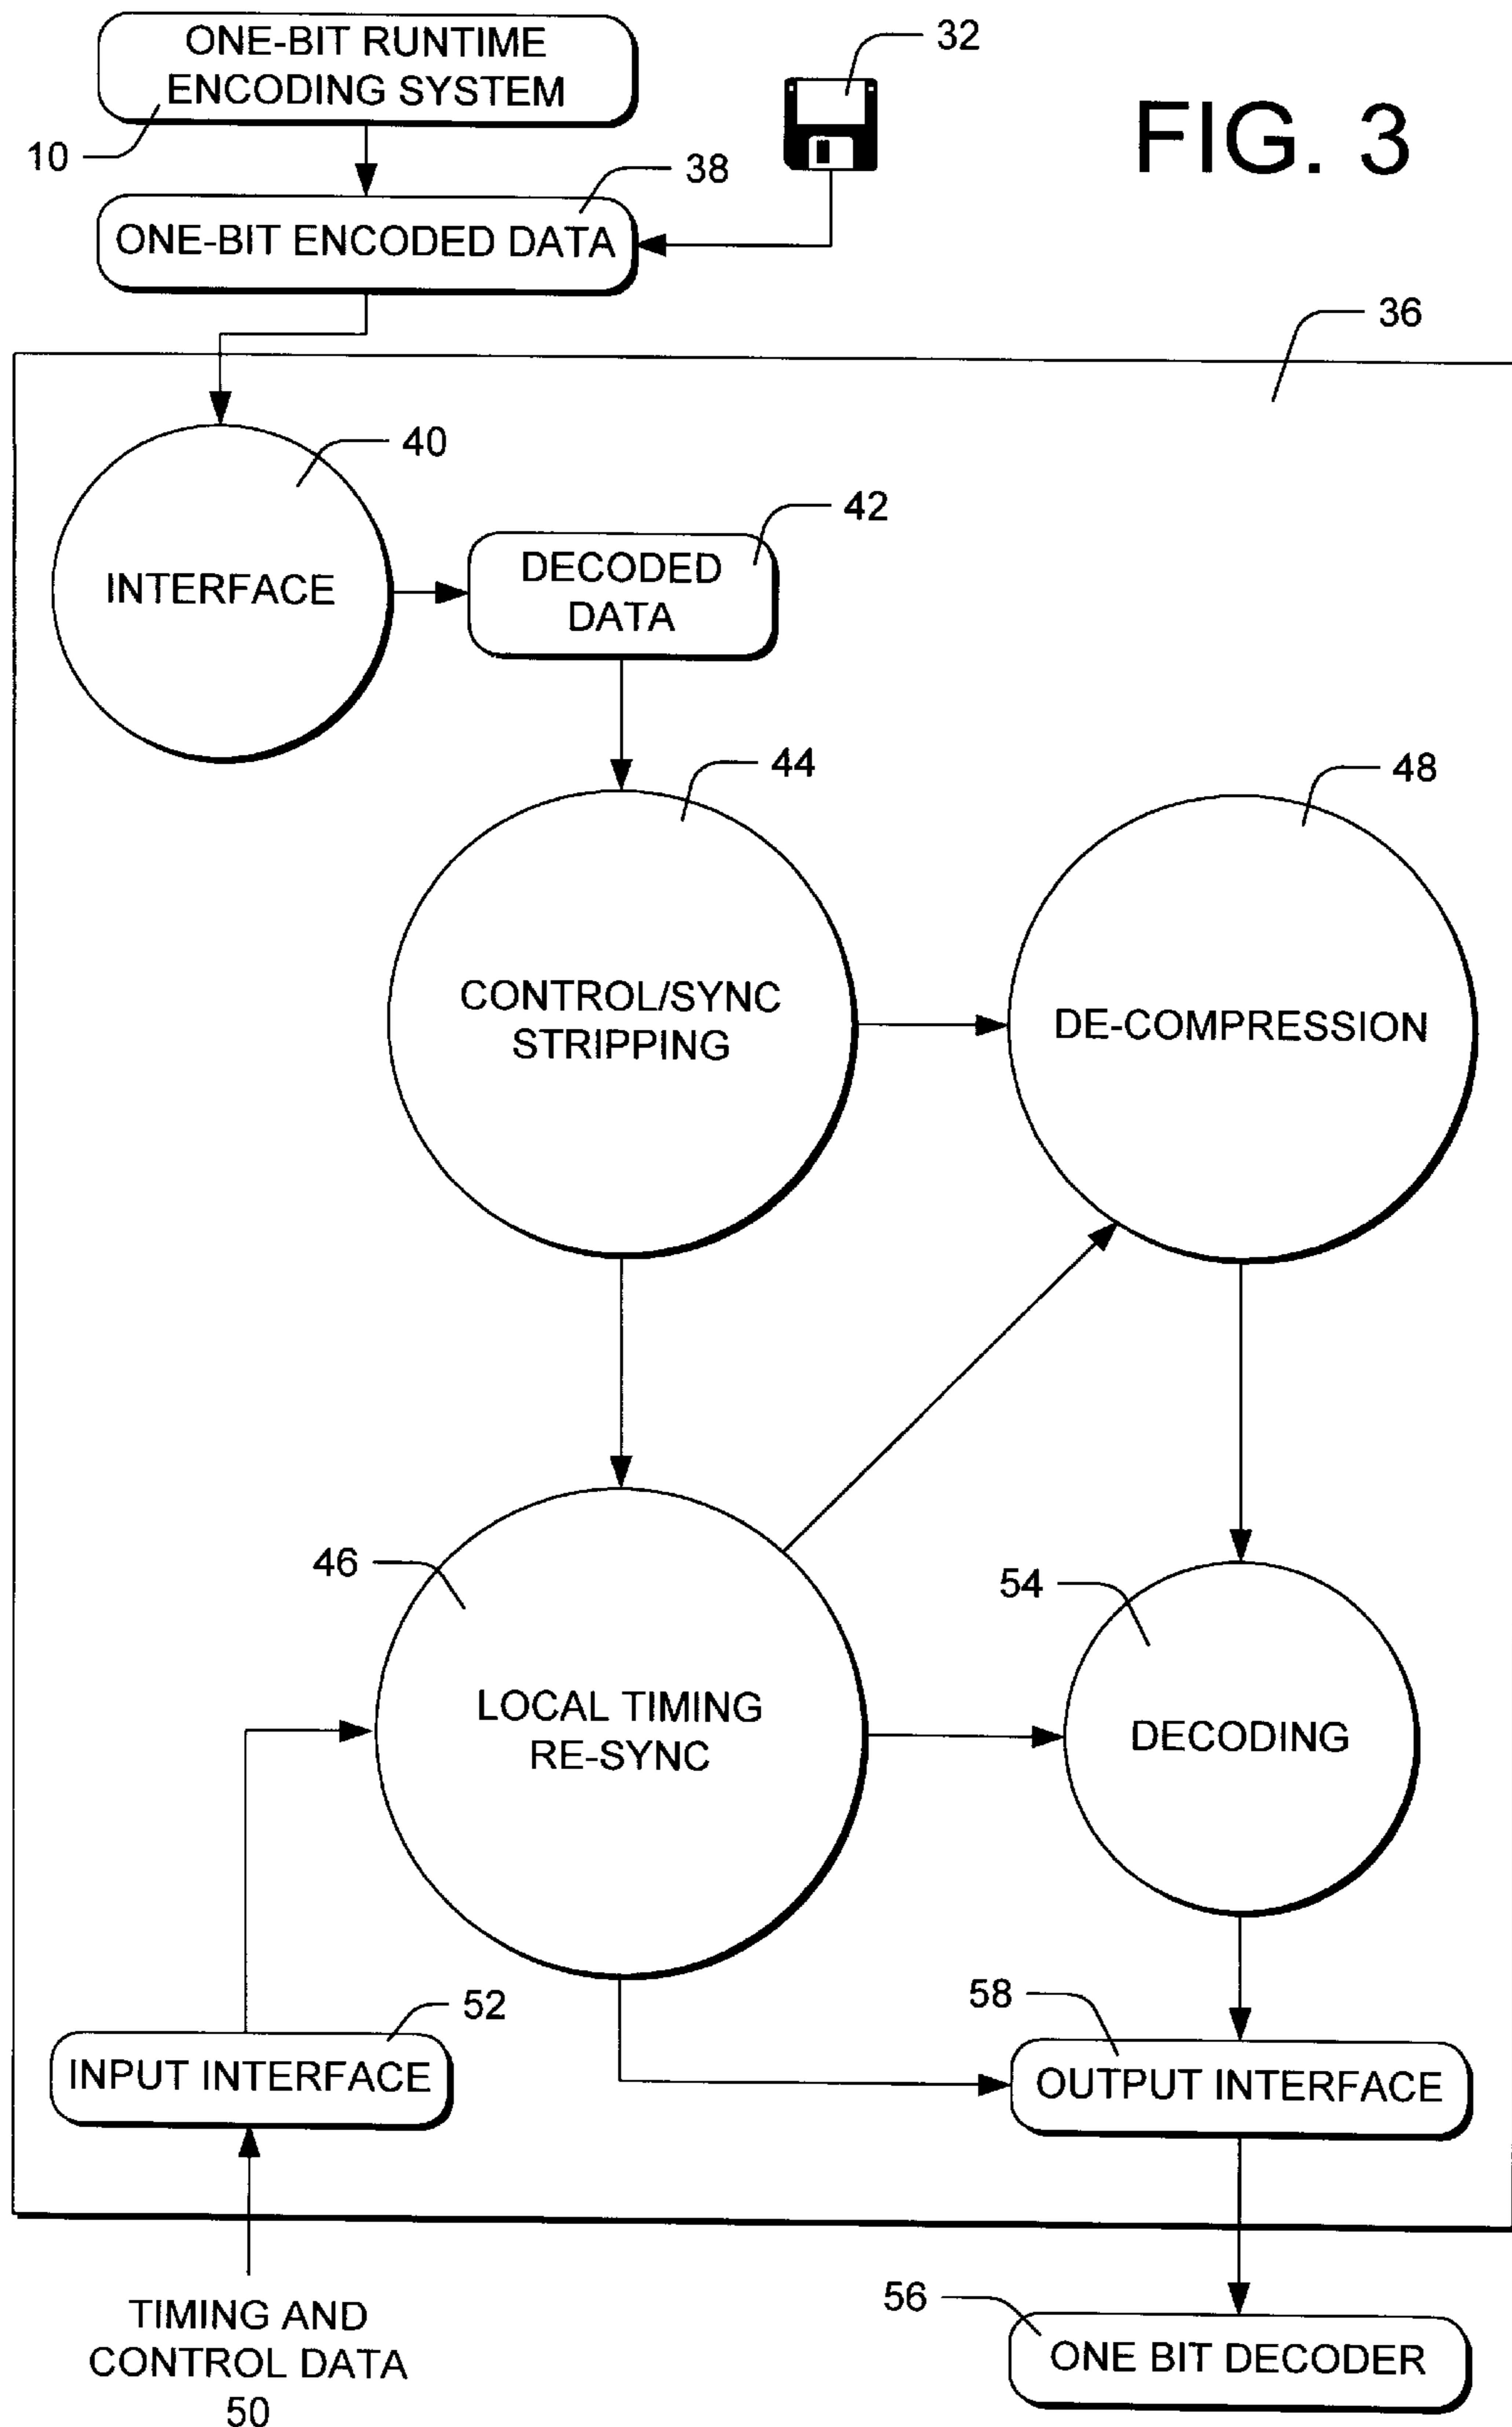 ONE-BIT RUNTIME
ENCODING SYSTEM
32
FIG. 3
10
38
ONE-BIT ENCODED DATA
36
40
42
INTERFACE
DECODED
DATA
44
48
CONTROL/SYNC
STRIPPING
DE-COMPRESSION
46
54
LOCAL TIMING
RE-SYNC
DECODING
52
58
INPUT INTERFACE
OUTPUT INTERFACE
56
TIMING AND
CONTROL DATA
50
ONE BIT DECODER